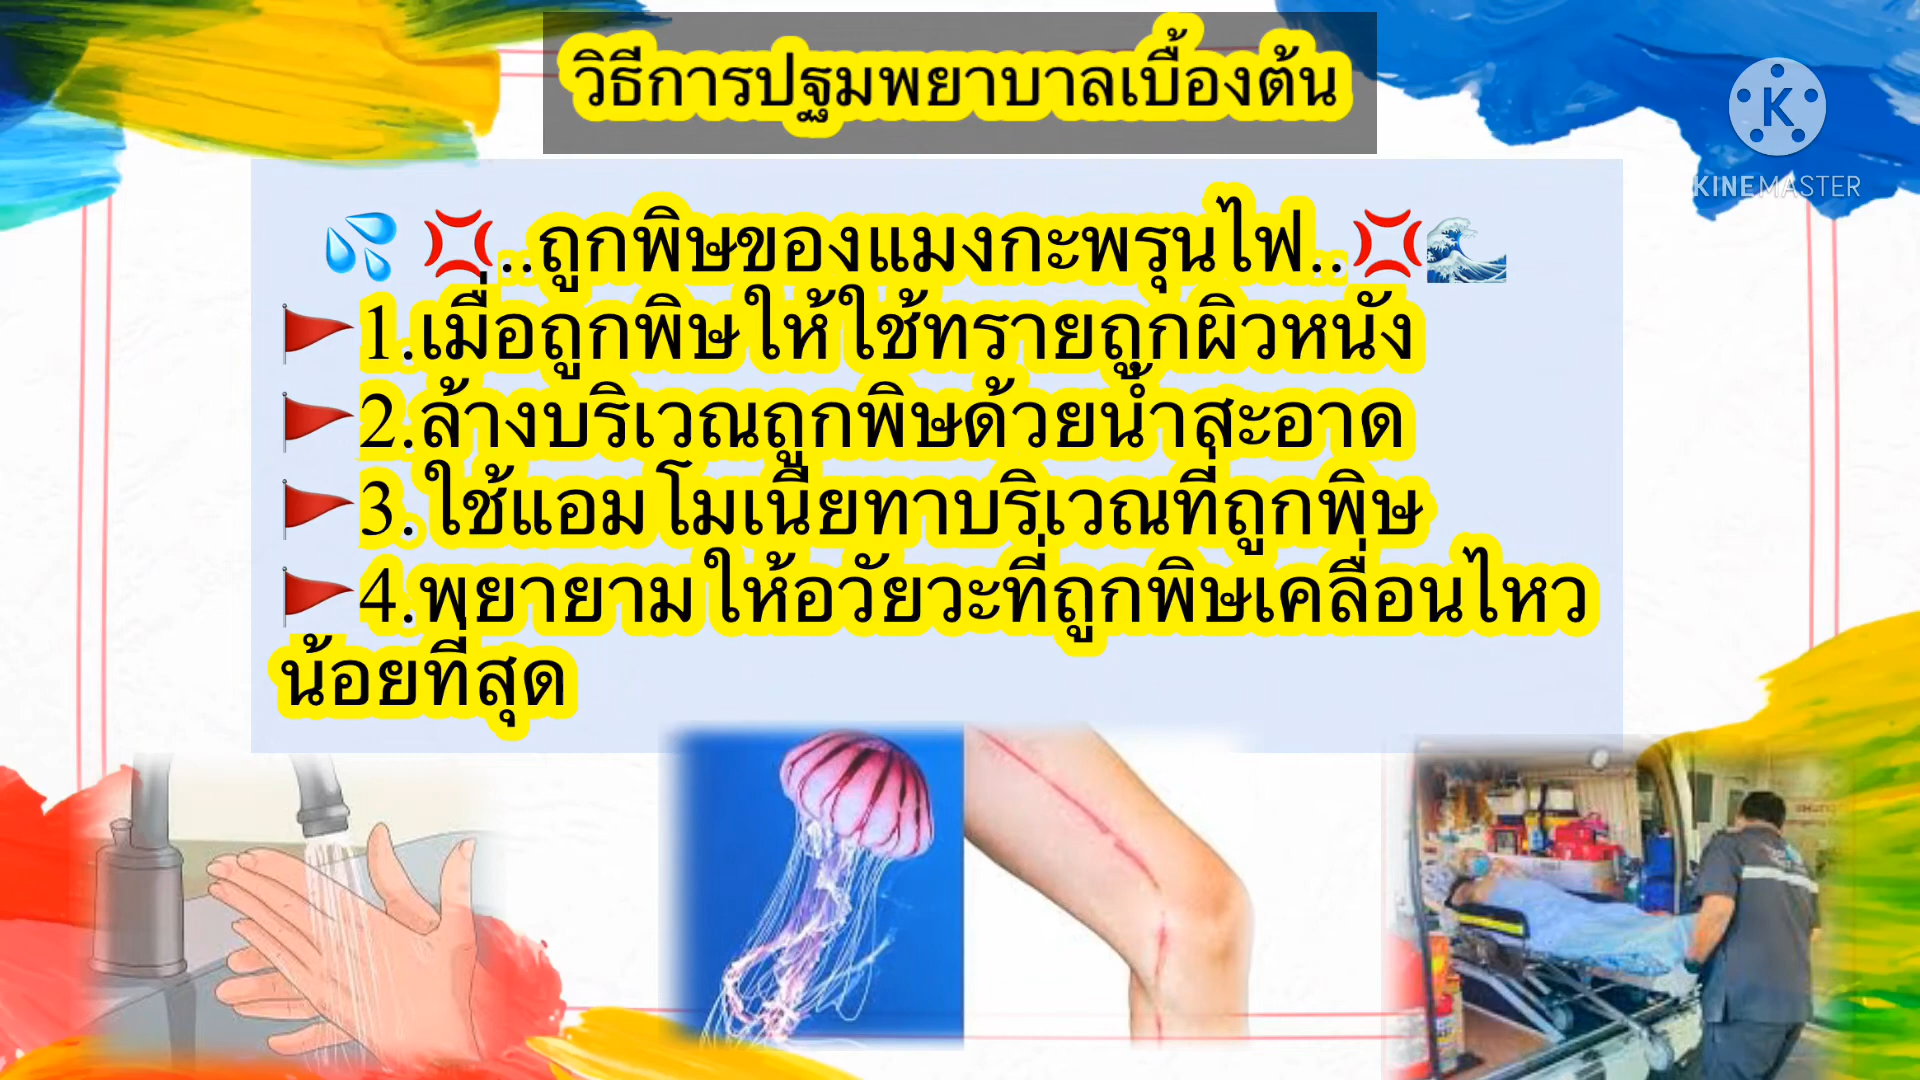 วิธีการปฐมพยาบาลเบื้องต้น
KINEMASTER
..ถูกพิษของแมงกะพรุนไฟ..
1.เมื่อถูกพิษให้ใช้ทรายถูกผิวหนัง
2.ล้างบริเวณถูกพิษด้วยน้ำสะอาด
3.ใช้แอมโมเนียทาบริเวณที่ถูกพิษ
4.พยายามให้อวัยวะที่ถูกพิษเคลื่อนไหว
น้อยที่สุด